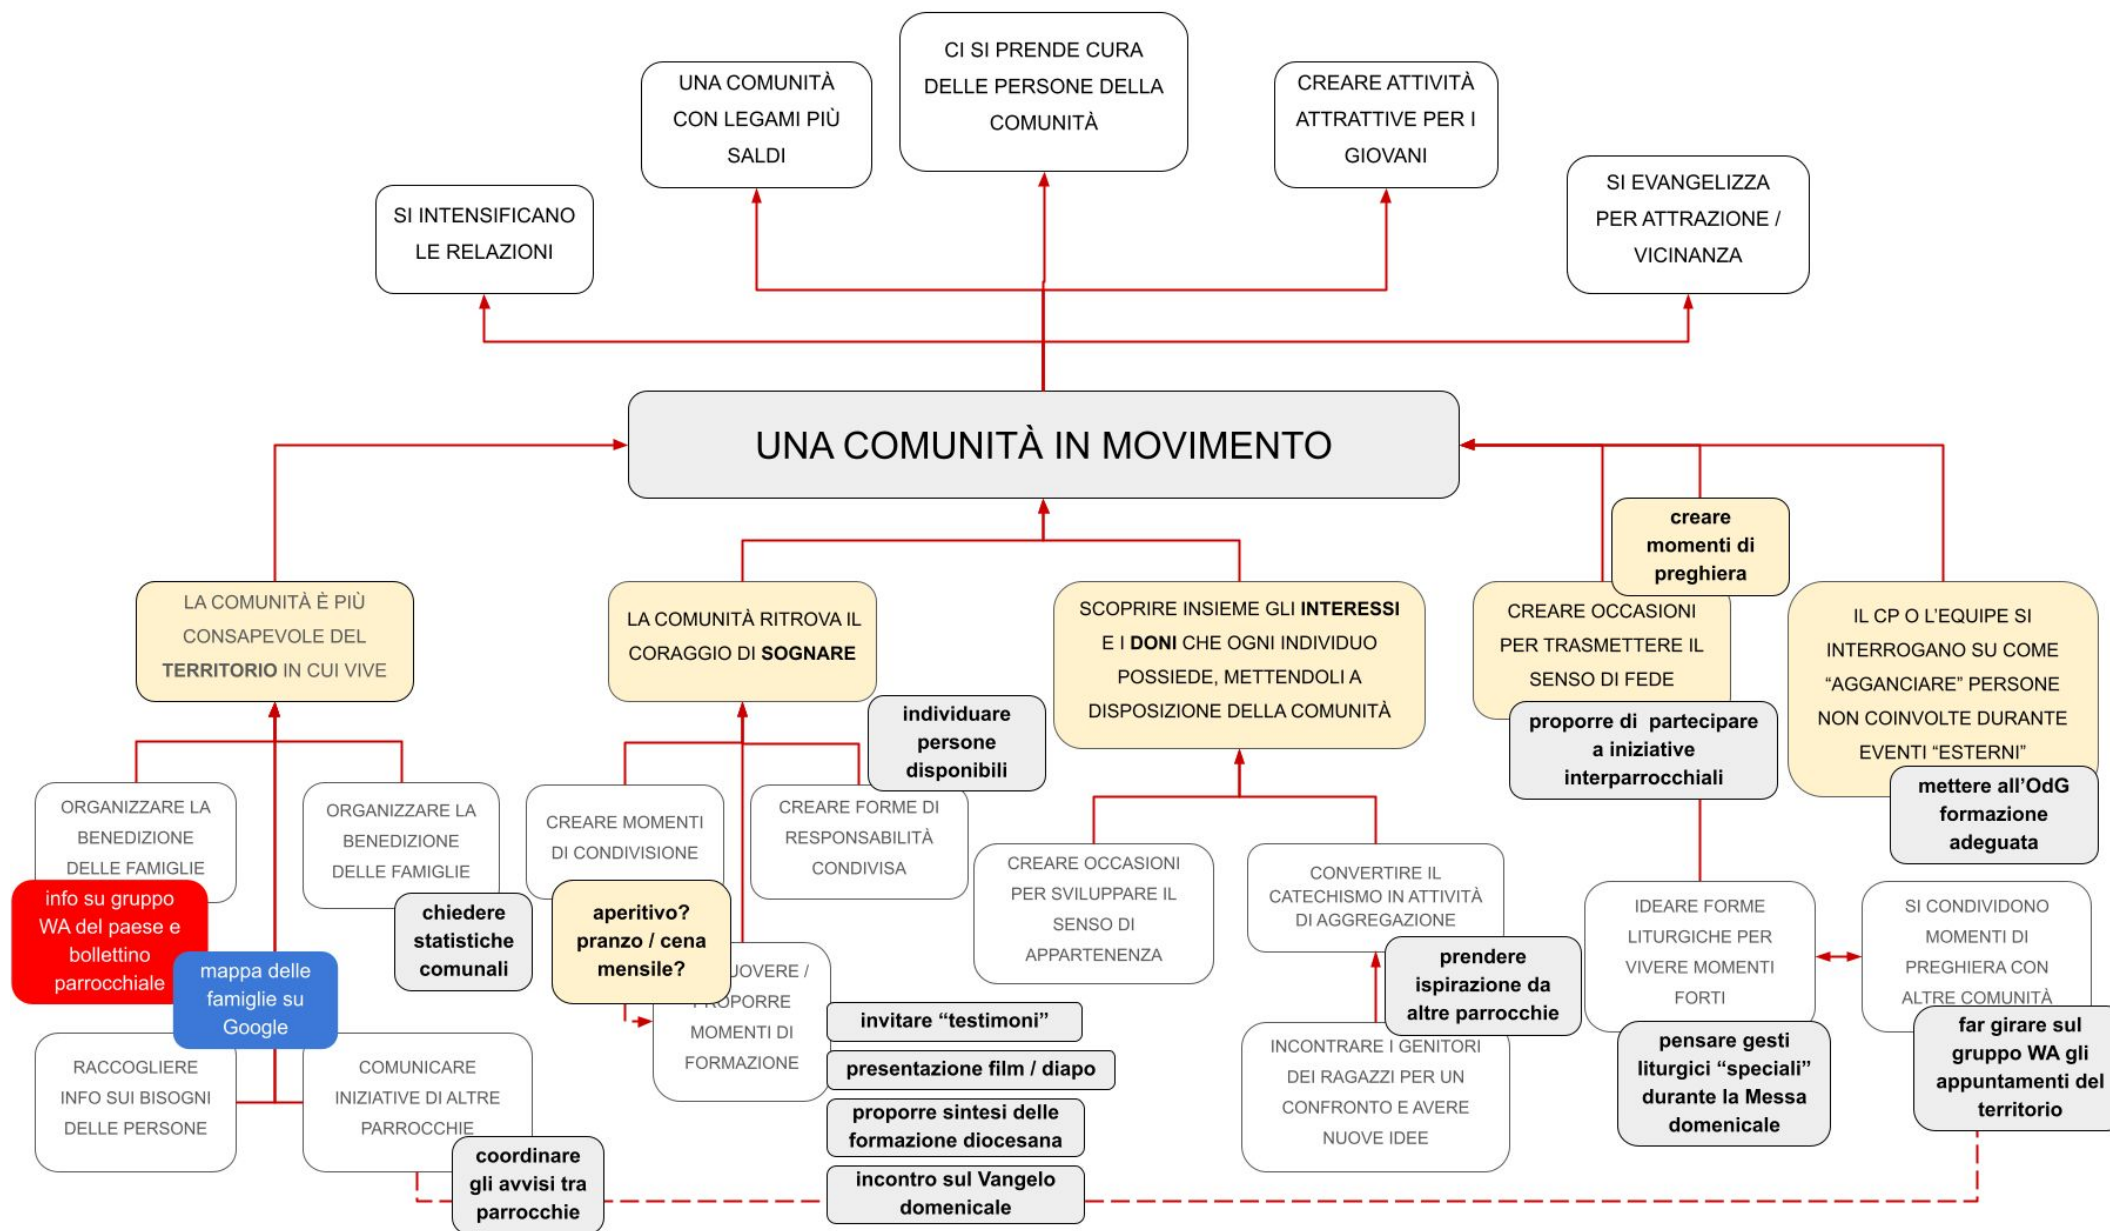 CI SI PRENDE CURA
DELLE PERSONE DELLA
COMUNITÀ
UNA COMUNITÀ
CON LEGAMI PIÙ
SALDI
CREARE ATTIVITÀ
ATTRATTIVE PER I
GIOVANI
SI INTENSIFICANO
LE RELAZIONI
SI EVANGELIZZA
PER ATTRAZIONE /
VICINANZA
UNA COMUNITÀ IN MOVIMENTO
LA COMUNITÀ È PIÙ
CONSAPEVOLE DEL
TERRITORIO IN CUI VIVE
LA COMUNITÀ RITROVA IL
CORAGGIO DI SOGNARE
SCOPRIRE INSIEME GLI INTERESSI
E I DONI CHE OGNI INDIVIDUO
POSSIEDE, METTENDOLI A
DISPOSIZIONE DELLA COMUNITÀ
creare
momenti di
preghiera
CREARE OCCASIONI
PER TRASMETTERE IL
SENSO DI FEDE
IL CP O L’EQUIPE SI
INTERROGANO SU COME
“AGGANCIARE” PERSONE
NON COINVOLTE DURANTE
EVENTI “ESTERNI”
individuare
persone
disponibili
proporre di partecipare
a iniziative
interparrocchiali
mettere all’OdG
formazione
adeguata
ORGANIZZARE LA
BENEDIZIONE
DELLE FAMIGLIE
ORGANIZZARE LA
BENEDIZIONE
DELLE FAMIGLIE
CREARE MOMENTI
DI CONDIVISIONE
CREARE FORME DI
RESPONSABILITÀ
CONDIVISA
CREARE OCCASIONI
PER SVILUPPARE IL
SENSO DI
APPARTENENZA
CONVERTIRE IL
CATECHISMO IN ATTIVITÀ
DI AGGREGAZIONE
IDEARE FORME
LITURGICHE PER
VIVERE MOMENTI
FORTI
SI CONDIVIDONO
MOMENTI DI
PREGHIERA CON
ALTRE COMUNITÀ
info su gruppo
WA del paese e
bollettino
parrocchiale
chiedere
statistiche
comunali
aperitivo?
pranzo / cena
mensile?
mappa delle
famiglie su
Google
prendere
ispirazione da
altre parrocchie
UOVERE /
PROPORRE
MOMENTI DI
FORMAZIONE
invitare “testimoni”
presentazione film / diapo
proporre sintesi delle
formazione diocesana
incontro sul Vangelo
domenicale
RACCOGLIERE
INFO SUI BISOGNI
DELLE PERSONE
COMUNICARE
INIZIATIVE DI ALTRE
PARROCCHIE
coordinare
gli avvisi tra
parrocchie
INCONTRARE I GENITORI
DEI RAGAZZI PER UN
CONFRONTO E AVERE
NUOVE IDEE
pensare gesti
liturgici “speciali”
durante la Messa
domenicale
far girare sul
gruppo WA gli
appuntamenti del
territorio